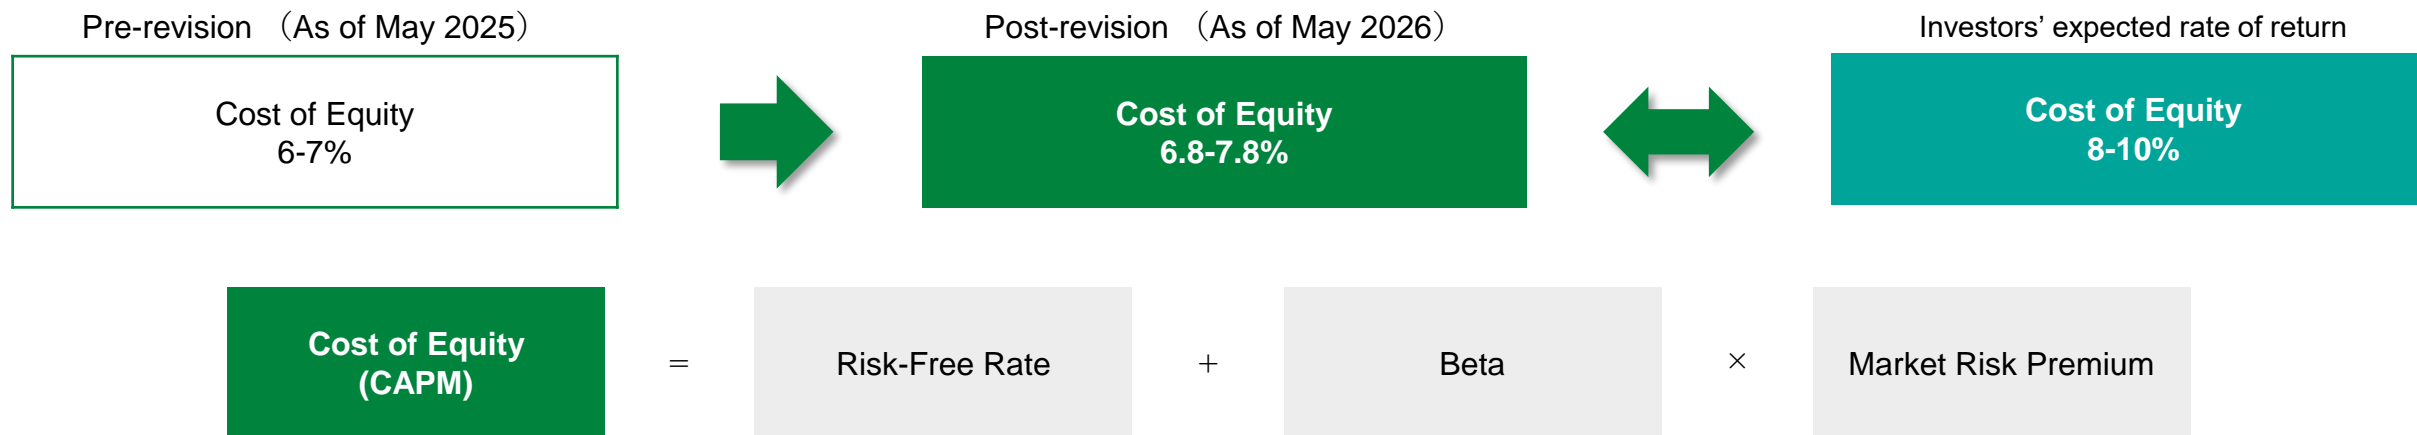 Pre-revision （As of May 2025）
Post-revision （As of May 2026）
Investors’ expected rate of return
Cost of Equity
6-7%
Cost of Equity
6.8-7.8%
Cost of Equity
8-10%
Cost of Equity
(CAPM)
=
Risk-Free Rate
+
Beta
×
Market Risk Premium